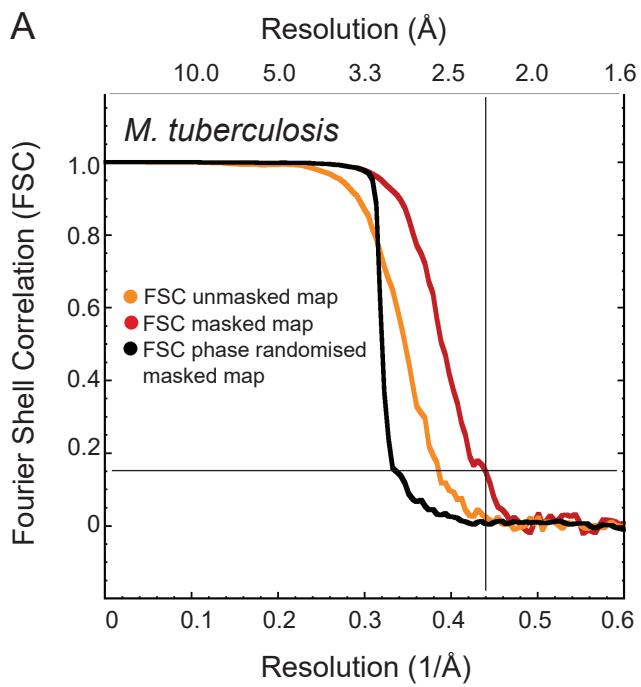 A
Resolution (Å)
10.0 5.0 3.3 2.5 2.0 1.6
M. tuberculosis
Fourier Shell Correlation (FSC)
1.0
0.8
0.6
0.4
0.2
0
FSC unmasked map
FSC masked map
FSC phase randomised
masked map
0 0.1 0.2 0.3 0.4 0.5 0.6
Resolution (1/Å)